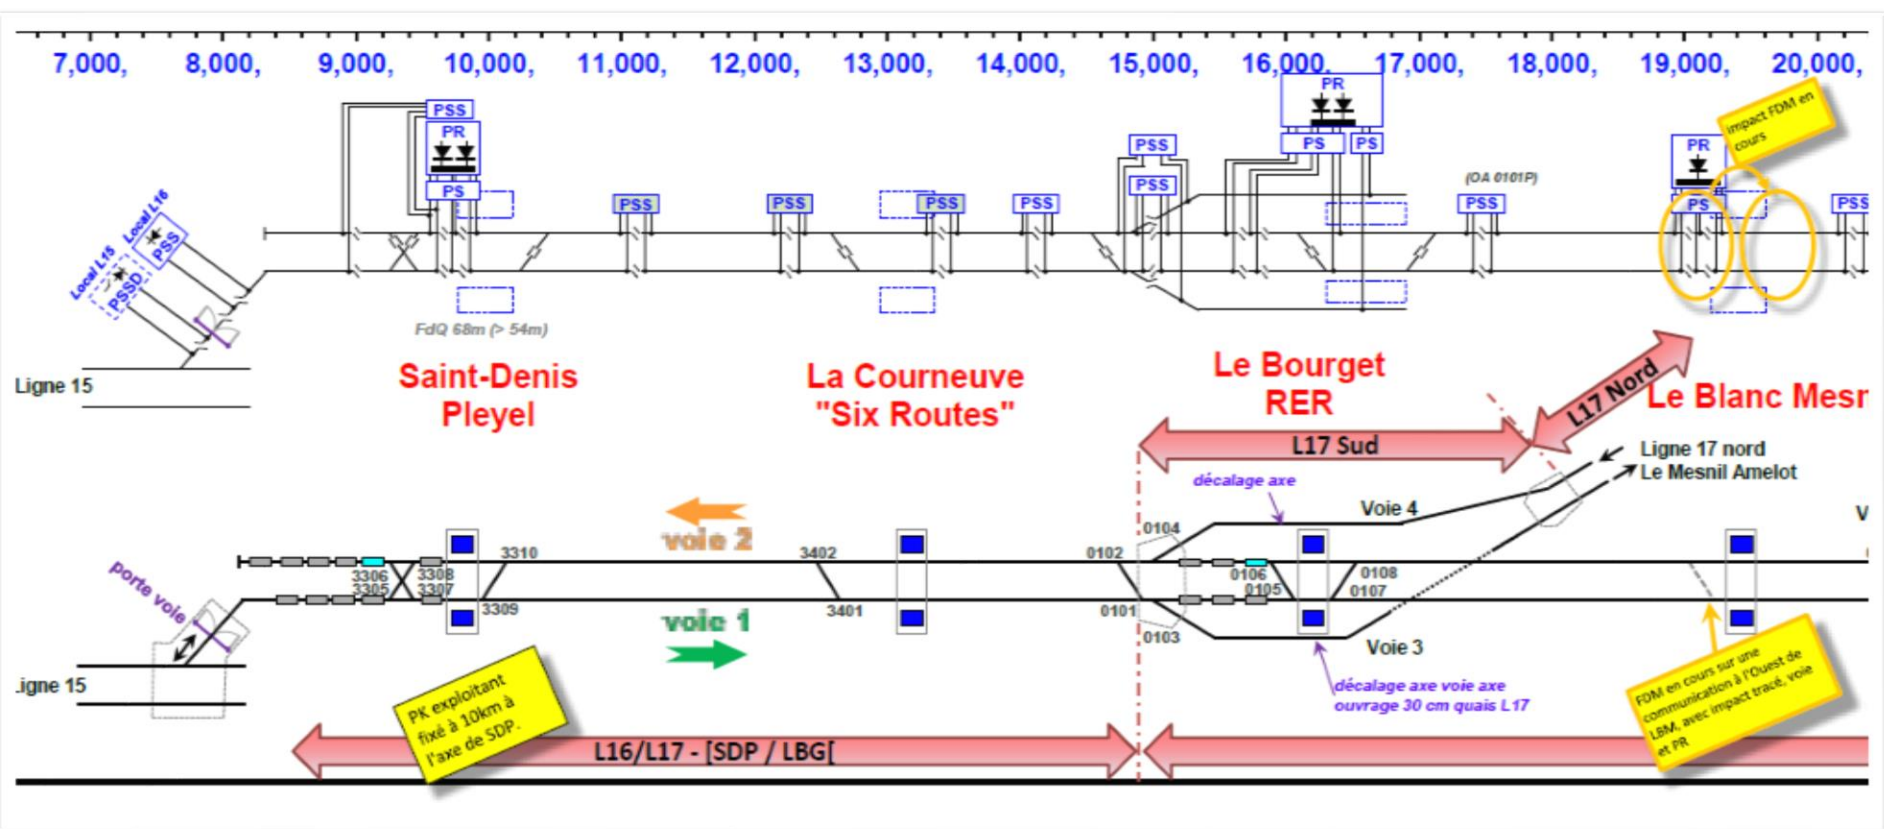 7,000, 8,000, 9,000, 10,000, 11,000, 12,000, 13,000, 14,000, 15,000, 16,000, 17,000, 18,000, 19,000, 20,000,
impact FDM en
cours
PSS
PR
PS
PSS
PSS
PSS
PSS
PSS
PSS
PR
PS
PS
(OA 0101P)
PSS
PR
PS
PSS
Local L16
PSS
Local L15
PSSD
FdQ 68m (> 54m)
Ligne 15
Saint-Denis
Pleyel
La Courneuve
"Six Routes"
Le Bourget
RER
L17 Nord
Le Blanc Mesn
L17 Sud
Ligne 17 nord
Le Mesnil Amelot
décalage axe
Voie 4
V
voie 2
0104
3310
3402
0102
3306
3308
0106
0108
3305
3307
0105
0107
3309
3401
0101
0103
voie 1
Voie 3
porte voie
.igne 15
décalage axe voie axe
ouvrage 30 cm quais L17
PK exploitant
fixé à 10km à
l'axe de SDP.
FDM en cours sur une
communication à l'Ouest de
LBM, avec impact tracé, voie
et PR
L16/L17 - [SDP / LBG[